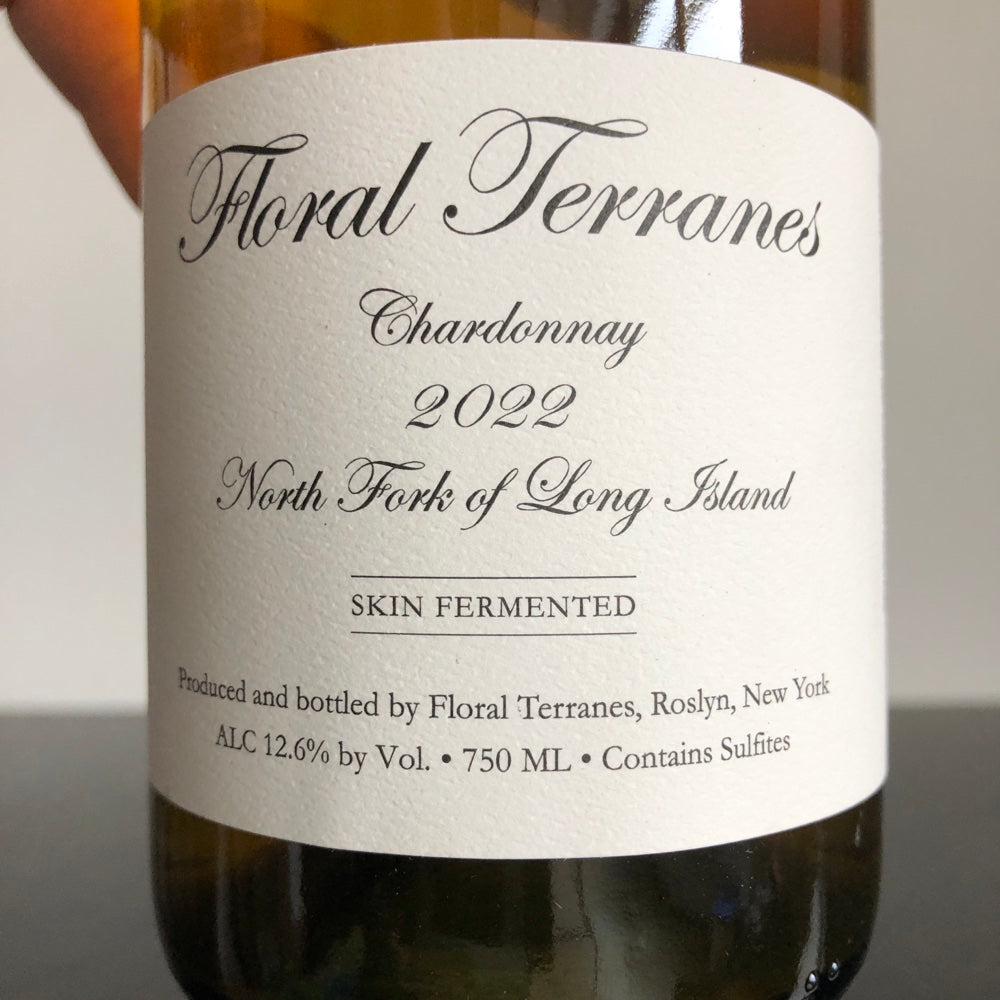 Floral Terranes
Chardonnay
2022
North Fork of Long Island
SKIN FERMENTED
Produced and bottled by Floral Terranes, Roslyn, New York
ALC 12.6% by Vol. • 750 ML • Contains Sulfites